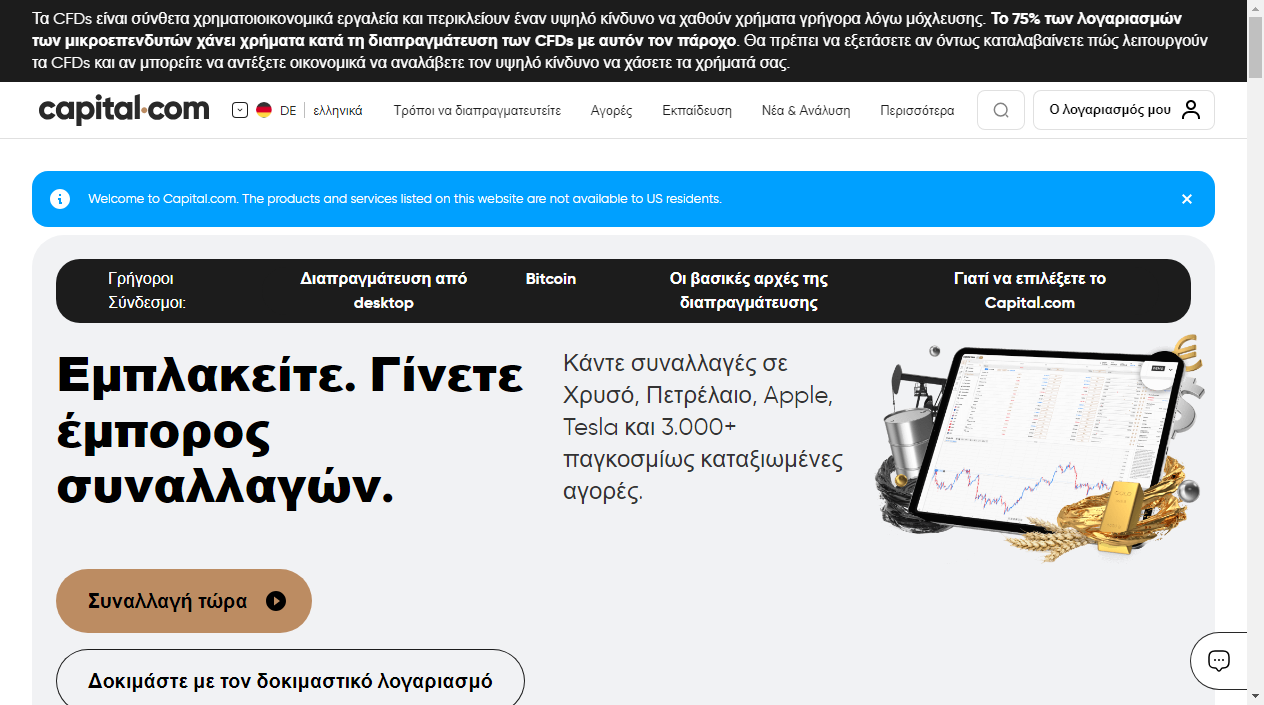 Τα CFDs είναι σύνθετα χρηματοιοικονομικά εργαλεία και περικλείουν έναν υψηλό κίνδυνο να χαθούν χρήματα γρήγορα λόγω μόχλευσης. Το 75% των λογαριασμών
των μικροεπενδυτών χάνει χρήματα κατά τη διαπραγμάτευση των CFDs με αυτόν τον πάροχο. Θα πρέπει να εξετάσετε αν όντως καταλαβαίνετε πώς λειτουργούν
τα CFDs και αν μπορείτε να αντέξετε οικονομικά να αναλάβετε τον υψηλό κίνδυνο να χάσετε τα χρήματά σας.
capital.com DE ελληνικά Τρόποι να διαπραγματευτείτε Αγορές Εκπαίδευση Νέα & Ανάλυση Περισσότερα Ο λογαριασμός μου
Welcome to Capital.com. The products and services listed on this website are not available to US residents.
Γρήγοροι
Σύνδεσμοι:
Διαπραγμάτευση από
desktop
Bitcoin
Οι βασικές αρχές της
διαπραγμάτευσης
Γιατί να επιλέξετε το
Capital.com
Εμπλακείτε. Γίνετε
έμπορος
συναλλαγών.
Κάντε συναλλαγές σε
Χρυσό, Πετρέλαιο, Apple,
Tesla και 3.000+
παγκοσμίως καταξιωμένες
αγορές.
Συναλλαγή τώρα
Δοκιμάστε με τον δοκιμαστικό λογαριασμό